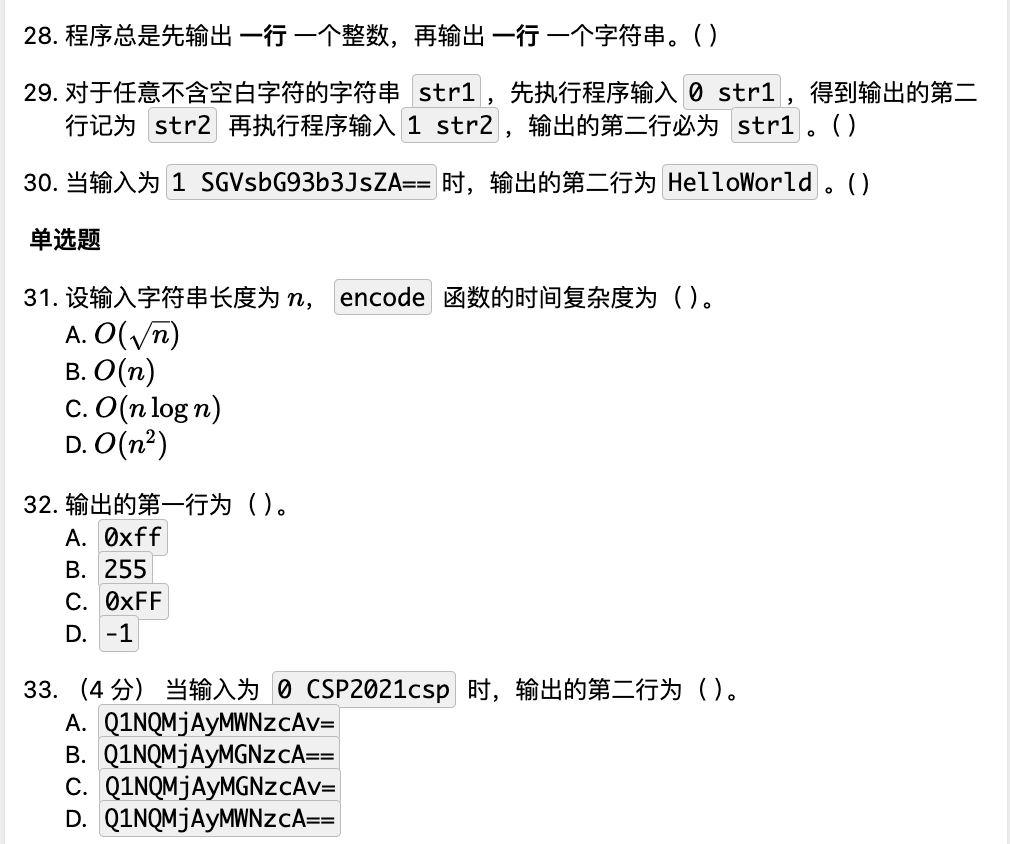 28. 程序总是先输出 一行 一个整数，再输出 一行 一个字符串。( )
29. 对于任意不含空白字符的字符串 str1 ，先执行程序输入 0 str1 ，得到输出的第二
行记为 str2 再执行程序输入 1 str2 ，输出的第二行必为 str1 。( )
30. 当输入为 1 SGVsbG93b3JsZA== 时，输出的第二行为 HelloWorld 。( )
单选题
31. 设输入字符串长度为 n， encode 函数的时间复杂度为（ ）。
A. O(√n)
B. O(n)
C. O(n log n)
D. O(n²)
32. 输出的第一行为（ ）。
A. 0xff
B. 255
C. 0xFF
D. -1
33. （4 分） 当输入为 0 CSP2021csp 时，输出的第二行为（ ）。
A. Q1NQMjAyMWNzcAv=
B. Q1NQMjAyMGNzcA==
C. Q1NQMjAyMGNzcAv=
D. Q1NQMjAyMWNzcA==